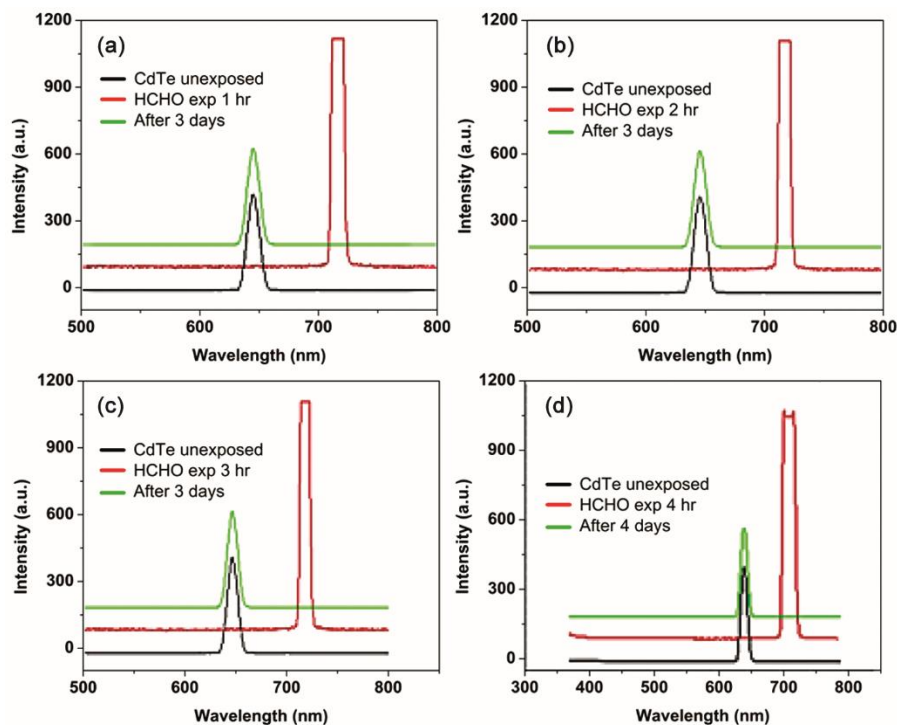 (a)
CdTe unexposed
HCHO exp 1 hr
After 3 days
Intensity (a.u.)
1200
900
600
300
0
500 600 700 800
Wavelength (nm)
(b)
CdTe unexposed
HCHO exp 2 hr
After 3 days
Intensity (a.u.)
1200
900
600
300
0
500 600 700 800
Wavelength (nm)
(c)
CdTe unexposed
HCHO exp 3 hr
After 3 days
Intensity (a.u.)
1200
900
600
300
0
500 600 700 800
Wavelength (nm)
(d)
CdTe unexposed
HCHO exp 4 hr
After 4 days
Intensity (a.u.)
1200
900
600
300
0
300 400 500 600 700 800
Wavelength (nm)